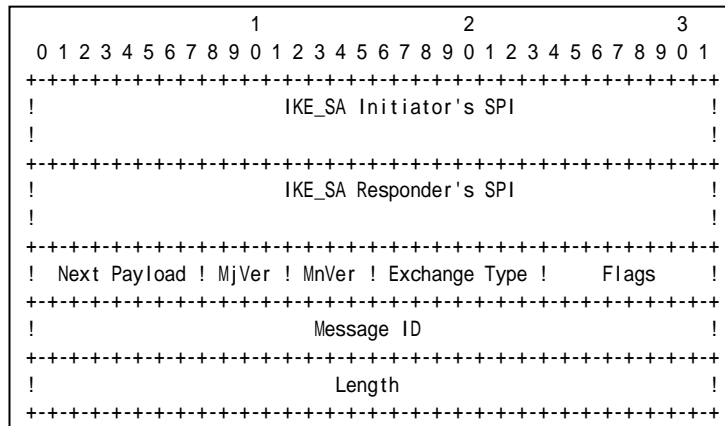 1                   2                   3
 0 1 2 3 4 5 6 7 8 9 0 1 2 3 4 5 6 7 8 9 0 1 2 3 4 5 6 7 8 9 0 1
+-+-+-+-+-+-+-+-+-+-+-+-+-+-+-+-+-+-+-+-+-+-+-+-+-+-+-+-+-+-+-+-+
!                       IKE_SA Initiator's SPI                  !
!                                                               !
+-+-+-+-+-+-+-+-+-+-+-+-+-+-+-+-+-+-+-+-+-+-+-+-+-+-+-+-+-+-+-+-+
!                       IKE_SA Responder's SPI                  !
!                                                               !
+-+-+-+-+-+-+-+-+-+-+-+-+-+-+-+-+-+-+-+-+-+-+-+-+-+-+-+-+-+-+-+-+
!  Next Payload ! MjVer ! MnVer ! Exchange Type !     Flags     !
+-+-+-+-+-+-+-+-+-+-+-+-+-+-+-+-+-+-+-+-+-+-+-+-+-+-+-+-+-+-+-+-+
!                          Message ID                           !
+-+-+-+-+-+-+-+-+-+-+-+-+-+-+-+-+-+-+-+-+-+-+-+-+-+-+-+-+-+-+-+-+
!                            Length                             !
+-+-+-+-+-+-+-+-+-+-+-+-+-+-+-+-+-+-+-+-+-+-+-+-+-+-+-+-+-+-+-+-+